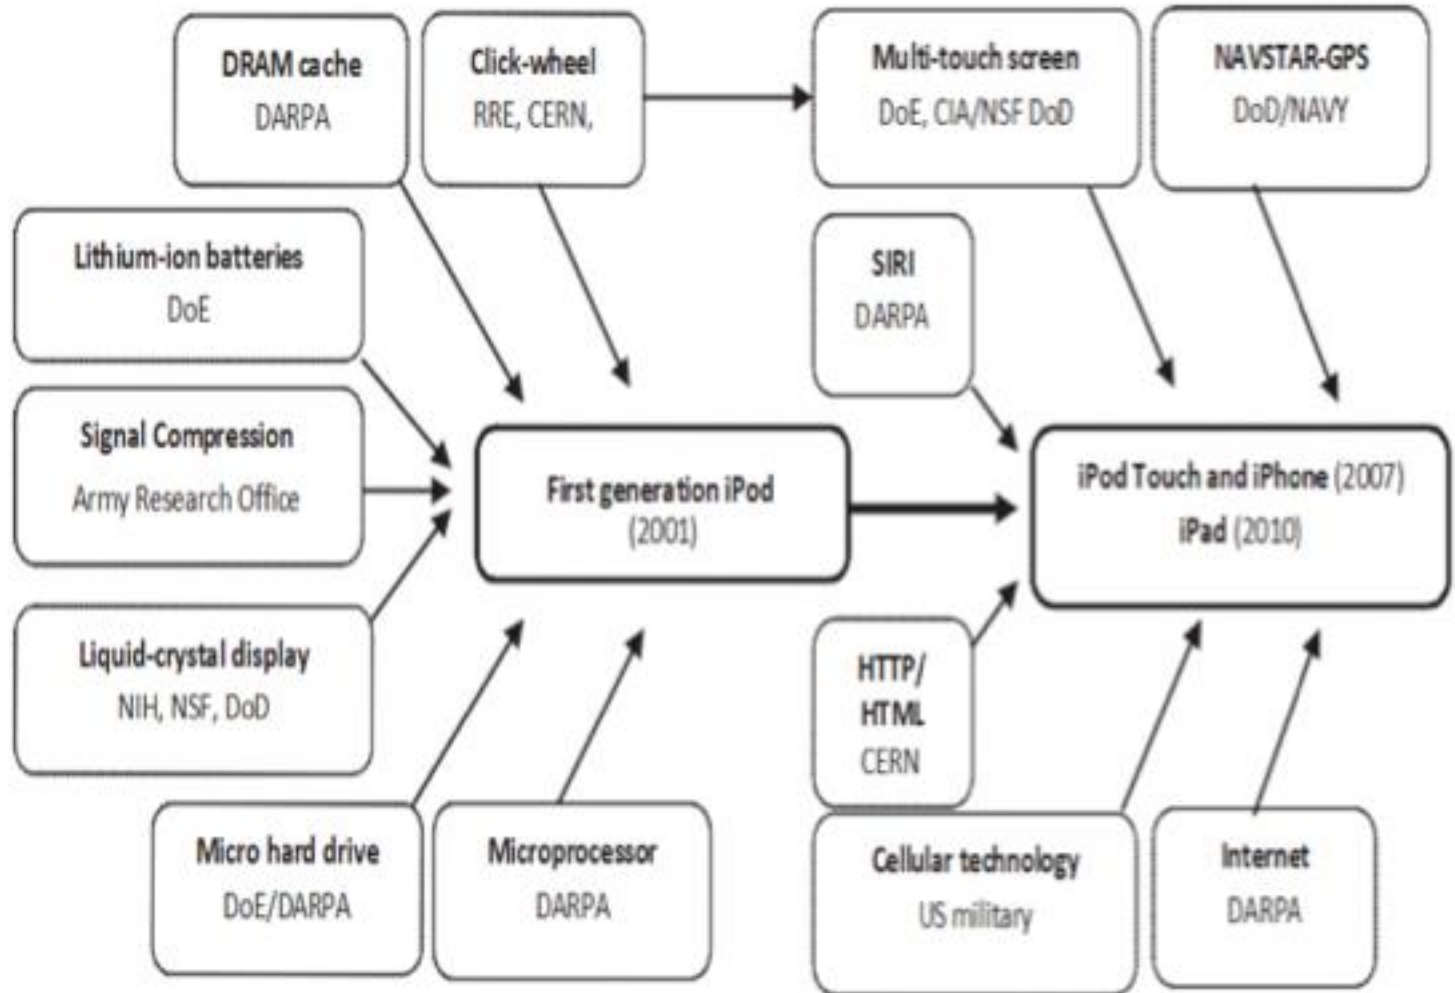 DRAM cache
DARPA
Click-wheel
RRE, CERN,
Multi-touch screen
DoE, CIA/NSF DoD
NAVSTAR-GPS
DoD/NAVY
Lithium-ion batteries
DoE
SIRI
DARPA
Signal Compression
Army Research Office
First generation iPod
(2001)
iPod Touch and iPhone (2007)
iPad (2010)
Liquid-crystal display
NIH, NSF, DoD
HTTP/
HTML
CERN
Micro hard drive
DoE/DARPA
Microprocessor
DARPA
Cellular technology
US military
Internet
DARPA